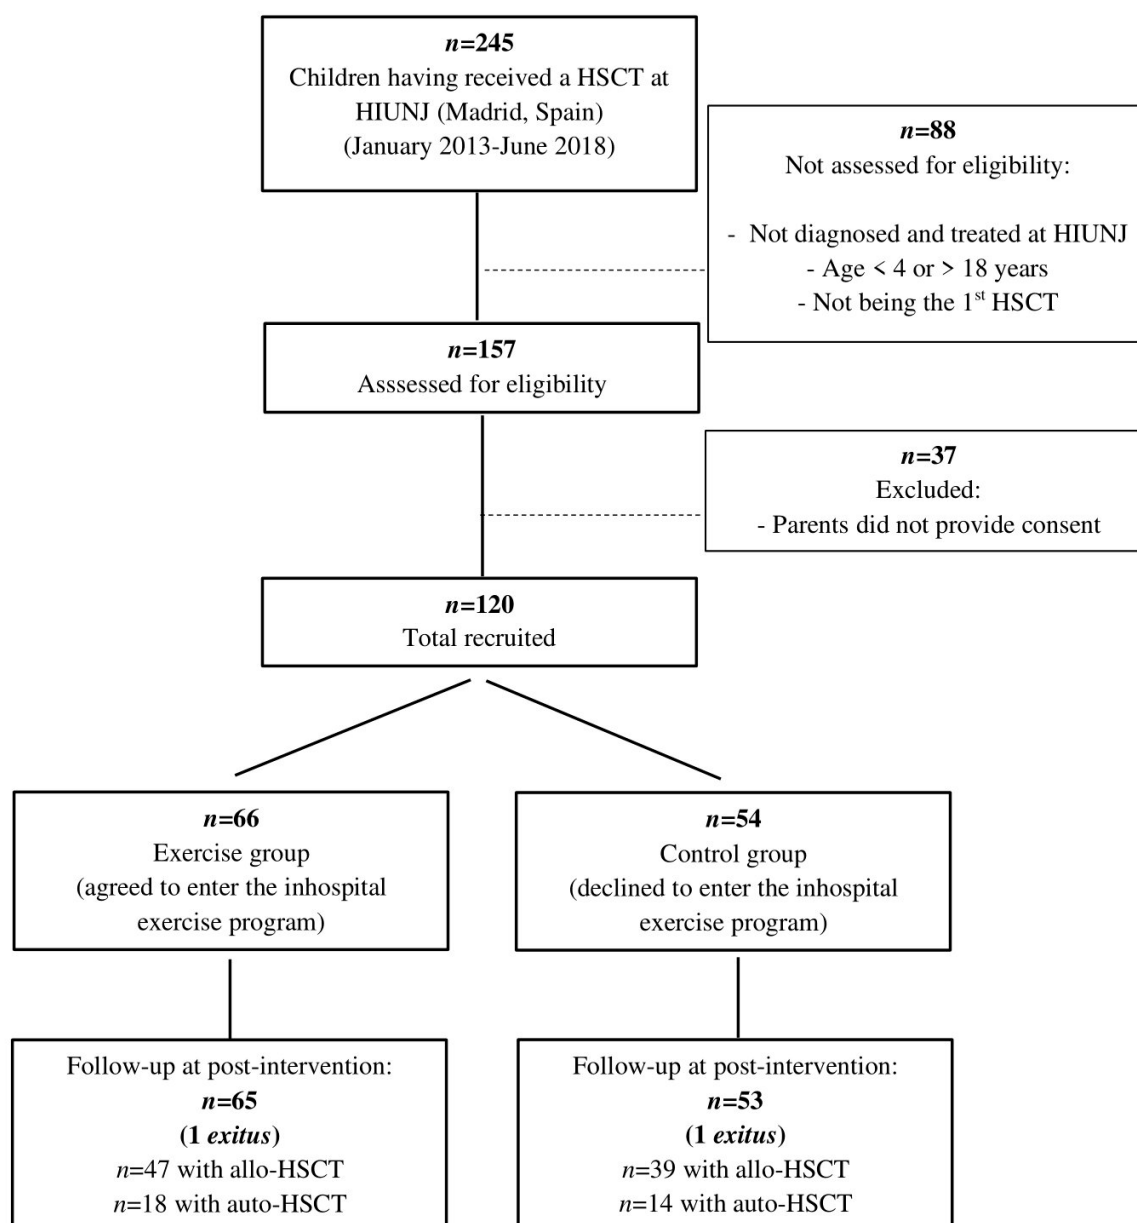 n=245
Children having received a HSCT at
HIUNJ (Madrid, Spain)
(January 2013-June 2018)
n=88
Not assessed for eligibility:
- Not diagnosed and treated at HIUNJ
- Age < 4 or > 18 years
- Not being the 1st HSCT
n=157
Asssessed for eligibility
n=37
Excluded:
- Parents did not provide consent
n=120
Total recruited
n=66
Exercise group
(agreed to enter the inhospital
exercise program)
n=54
Control group
(declined to enter the inhospital
exercise program)
Follow-up at post-intervention:
n=65
(1 exitus)
n=47 with allo-HSCT
n=18 with auto-HSCT
Follow-up at post-intervention:
n=53
(1 exitus)
n=39 with allo-HSCT
n=14 with auto-HSCT